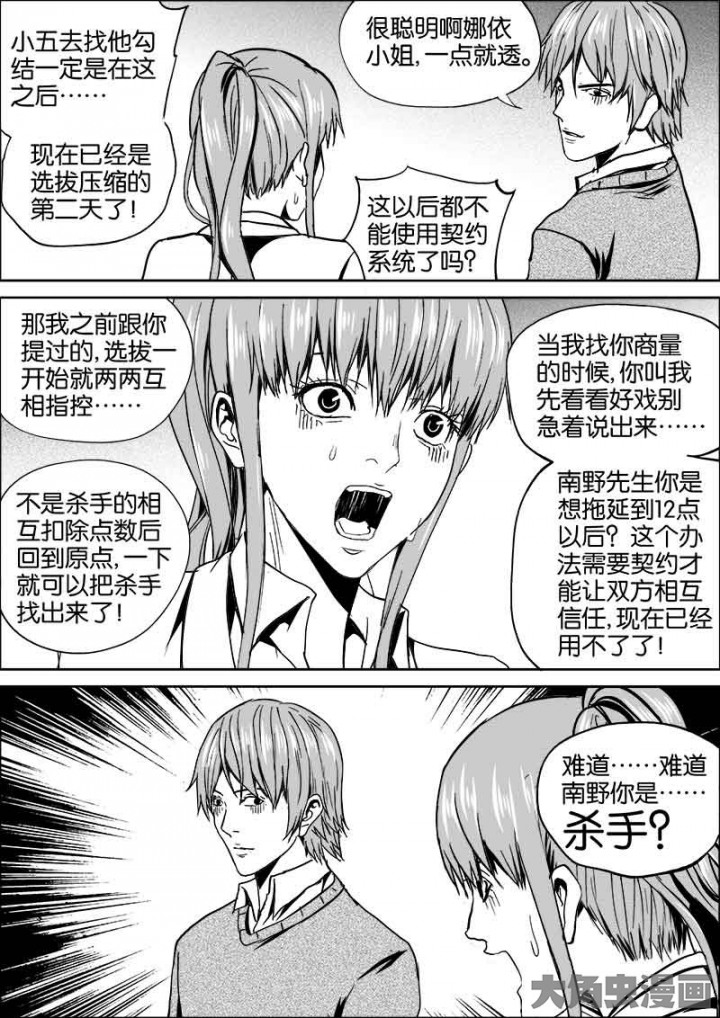 小五去找他勾
结一定是在这
之后……
现在已经是
选拔压缩的
第二天了！
很聪明啊娜依
小姐，一点就透。
这以后都不
能使用契约
系统了吗？
那我之前跟你
提过的，选拔一
开始就两两互
相指控……
不是杀手的相
互扣除点数后
回到原点，一下
就可以把杀手
找出来了！
当我找你商量
的时候，你叫我
先看看好戏别
急着说出来……
南野先生你是
想拖延到12点
以后？这个办
法需要契约才
能让双方相互
信任，现在已经
用不了了！
难道……难道
南野你是……
杀手？
大角虫漫画